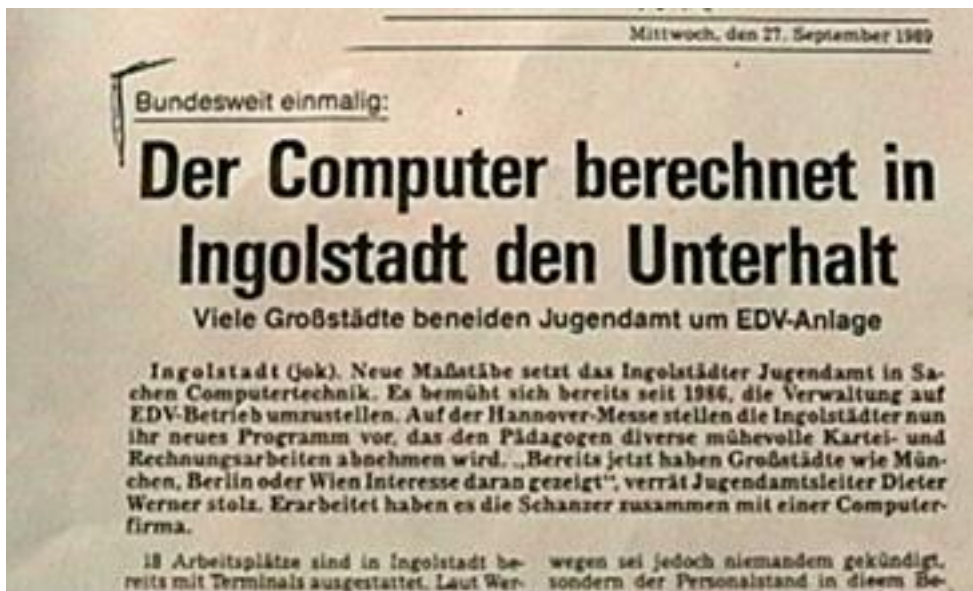 Mittwoch, den 27. September 1989
Bundesweit einmalig:
Der Computer berechnet in
Ingolstadt den Unterhalt
Viele Großstädte beneiden Jugendamt um EDV-Anlage
Ingolstadt (jok). Neue Maßstäbe setzt das Ingolstädter Jugendamt in Sa-
chen Computertechnik. Es bemüht sich bereits seit 1986, die Verwaltung auf
EDV-Betrieb umzustellen. Auf der Hannover-Messe stellen die Ingolstädter nun
ihr neues Programm vor, das den Pädagogen diverse mühevolle Kartei- und
Rechnungsarbeiten abnehmen wird. „Bereits jetzt haben Großstädte wie Mün-
chen, Berlin oder Wien Interesse daran gezeigt“, verrät Jugendamtsleiter Dieter
Werner stolz. Erarbeitet haben es die Schanzer zusammen mit einer Computer-
firma.
18 Arbeitsplätze sind in Ingolstadt be-
reits mit Terminals ausgestattet. Laut Wer-
wegen sei jedoch niemandem gekündigt,
sondern der Personalstand in dieem Be-